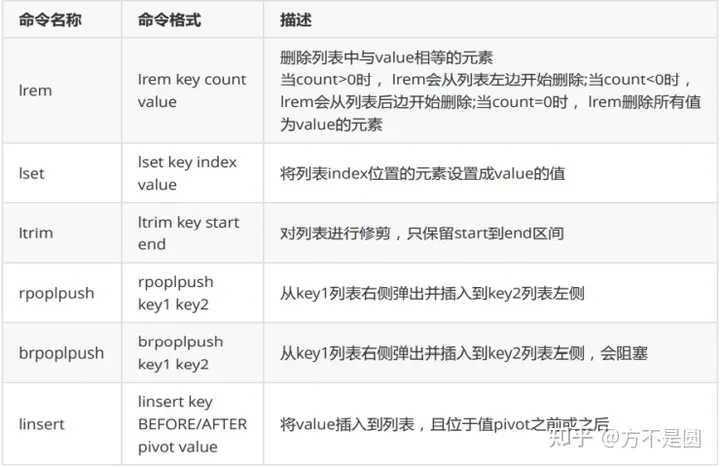 命令名称 命令格式 描述
删除列表中与value相等的元素
lrem key count 当count>0时， lrem会从列表左边开始删除;当count<0时，
lrem value lrem会从列表后边开始删除;当count=0时， lrem删除所有值
为value的元素
lset lset key index value 将列表index位置的元素设置成value的值
ltrim ltrim key start end 对列表进行修剪，只保留start到end区间
rpoplpush rpoplpush key1 key2 从key1列表右侧弹出并插入到key2列表左侧
brpoplpush brpoplpush key1 key2 从key1列表右侧弹出并插入到key2列表左侧，会阻塞
linsert linsert key BEFORE/AFTER pivot value 将value插入到列表，且位于值pivot之前或之后
知乎 @方不是圆